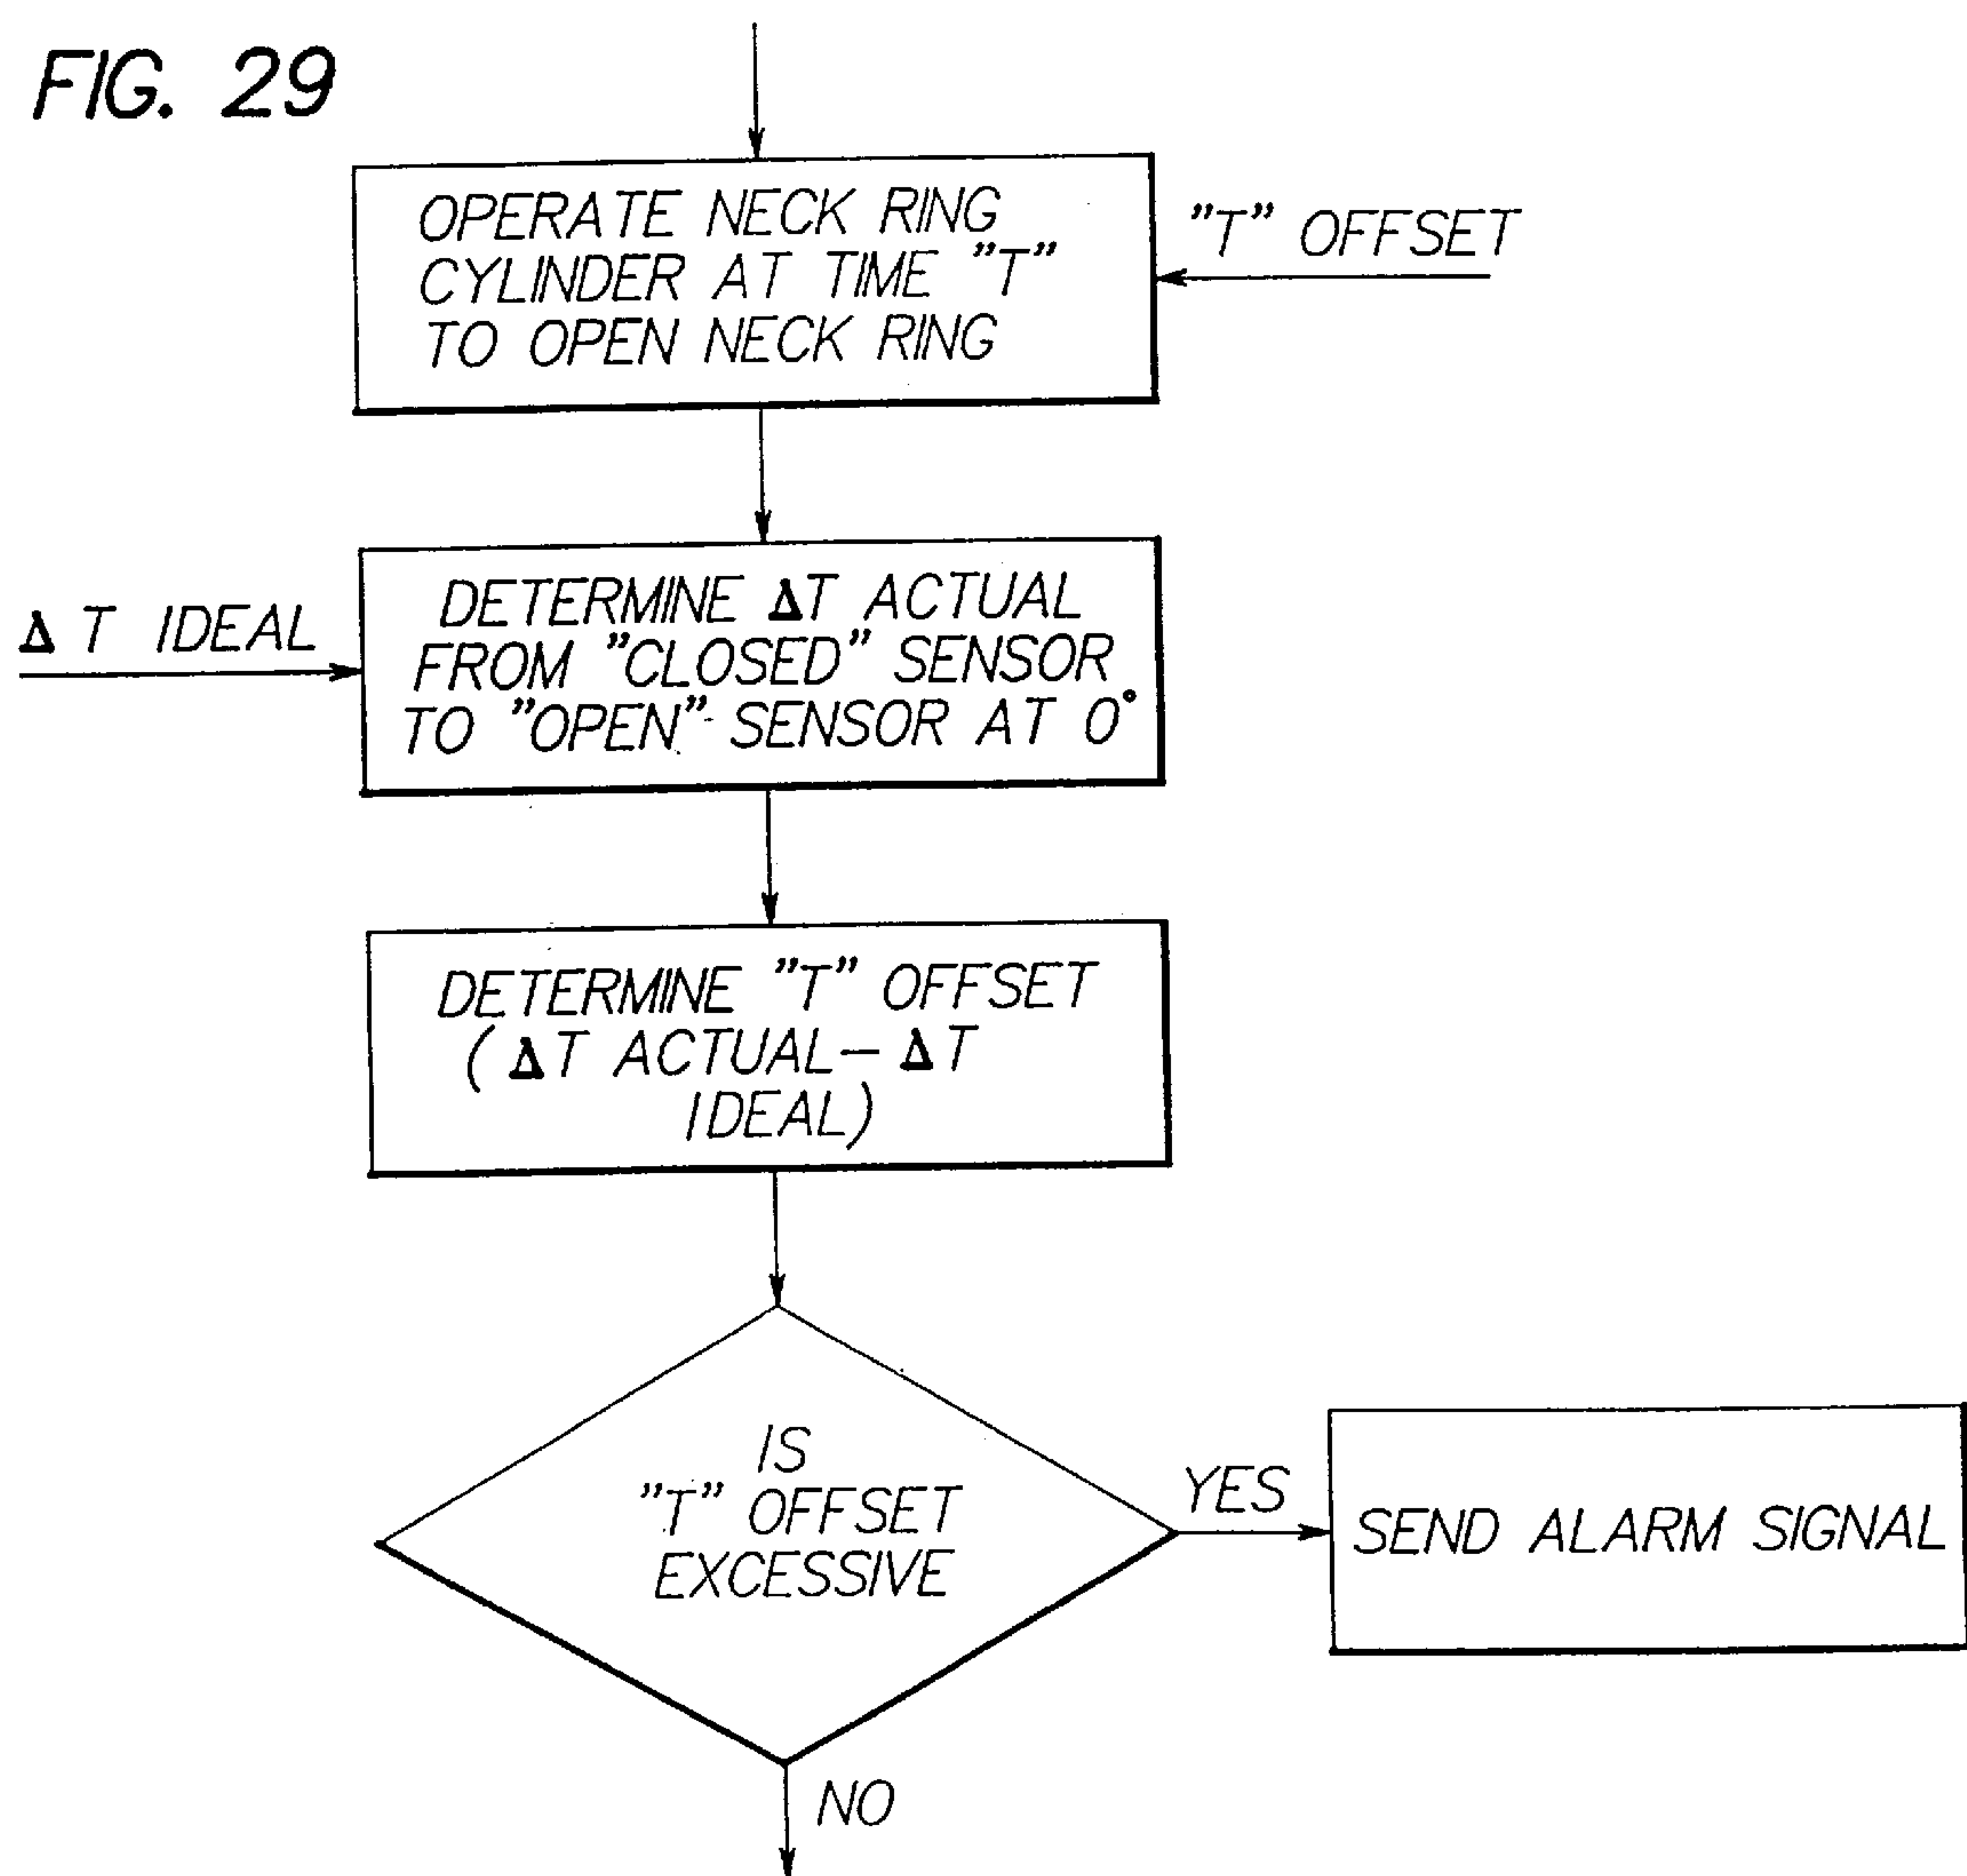 FIG. 29
OPERATE NECK RING
CYLINDER AT TIME "T"
TO OPEN NECK RING
"T" OFFSET
Δ T IDEAL
DETERMINE ΔT ACTUAL
FROM "CLOSED" SENSOR
TO "OPEN" SENSOR AT 0°
DETERMINE "T" OFFSET
(ΔT ACTUAL- ΔT
IDEAL)
IS
"T" OFFSET
EXCESSIVE
YES
SEND ALARM SIGNAL
NO